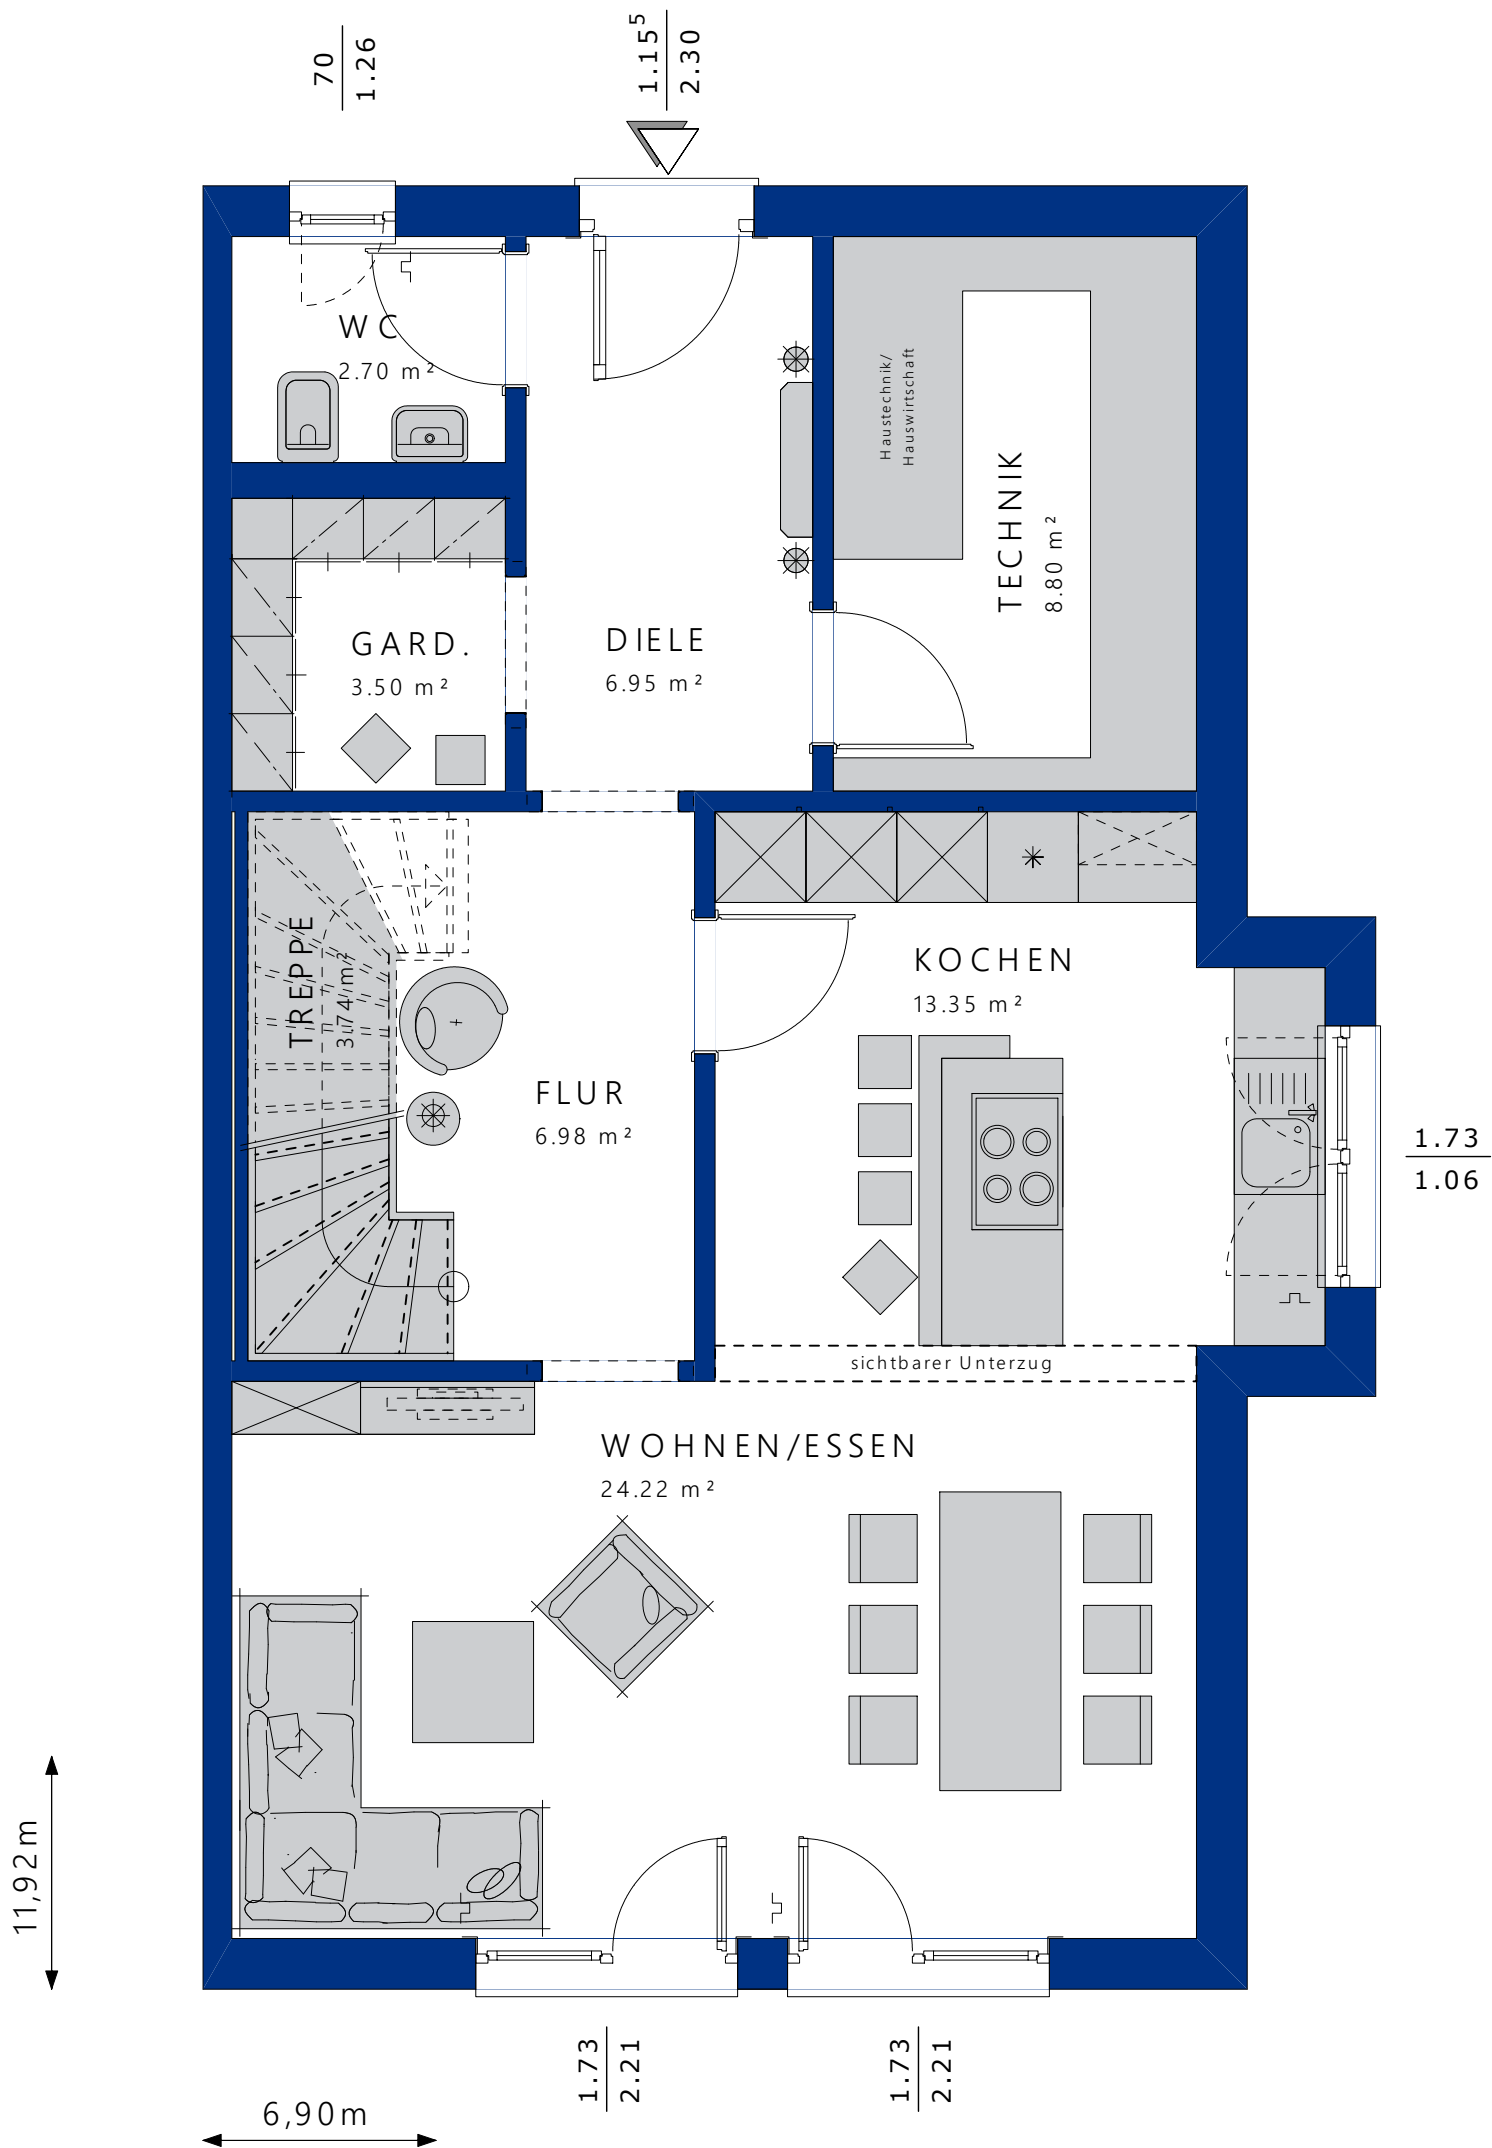 70
1.26
1.15⁵
2.30
WC
2.70 m²
Haustechnik/
Hauswirtschaft
TECHNIK
8.80 m²
GARD.
3.50 m²
DIELE
6.95 m²
TREPPE
3.74 m²
KOCHEN
13.35 m²
FLUR
6.98 m²
1.73
1.06
sichtbarer Unterzug
WOHNEN/ESSEN
24.22 m²
11,92m
1.73
2.21
1.73
2.21
6,90m